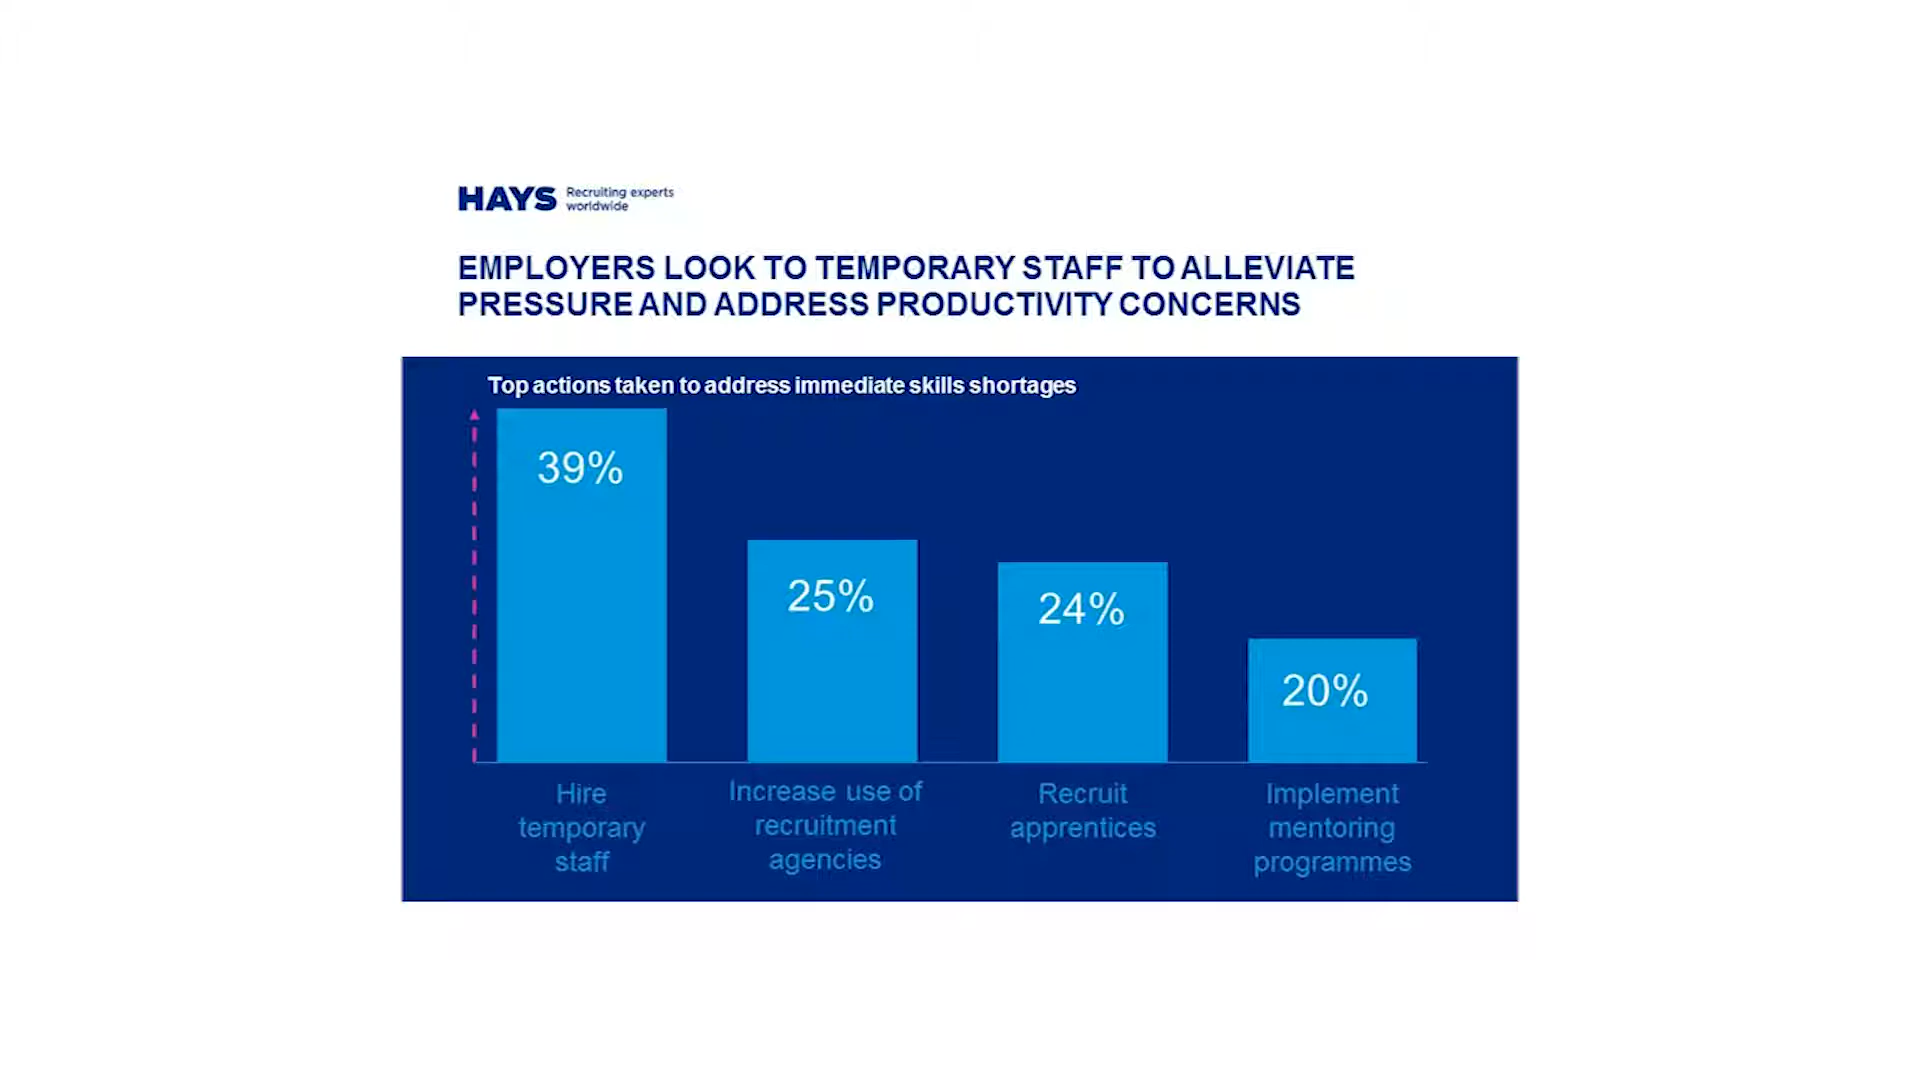 HAYS Recruiting experts
worldwide
EMPLOYERS LOOK TO TEMPORARY STAFF TO ALLEVIATE
PRESSURE AND ADDRESS PRODUCTIVITY CONCERNS
Top actions taken to address immediate skills shortages
39%
25%
24%
20%
Hire
temporary
staff
Increase use of
recruitment
agencies
Recruit
apprentices
Implement
mentoring
programmes